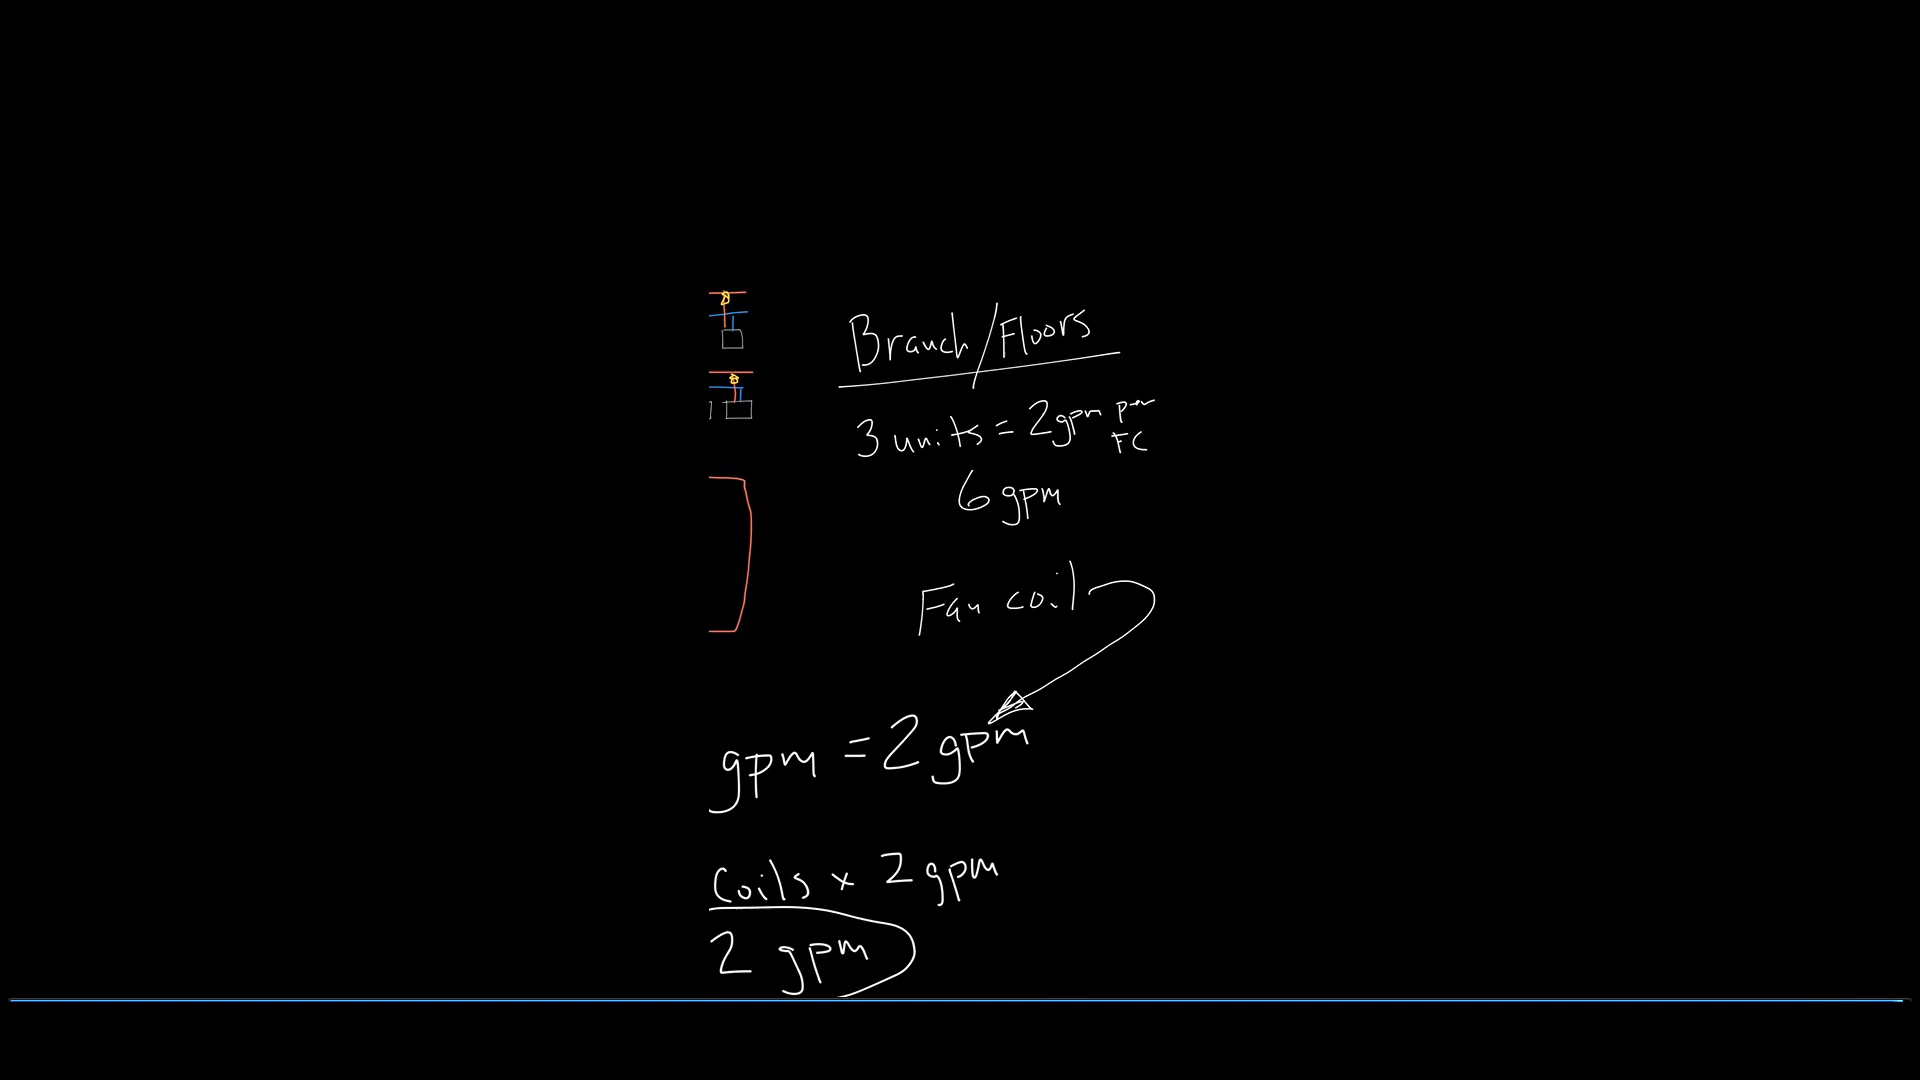 Branch/Floors
3 units = 2gpm per
FC
6 gpm
Fan coil
gpm = 2 gpm
Coils x 2 gpm
2 gpm